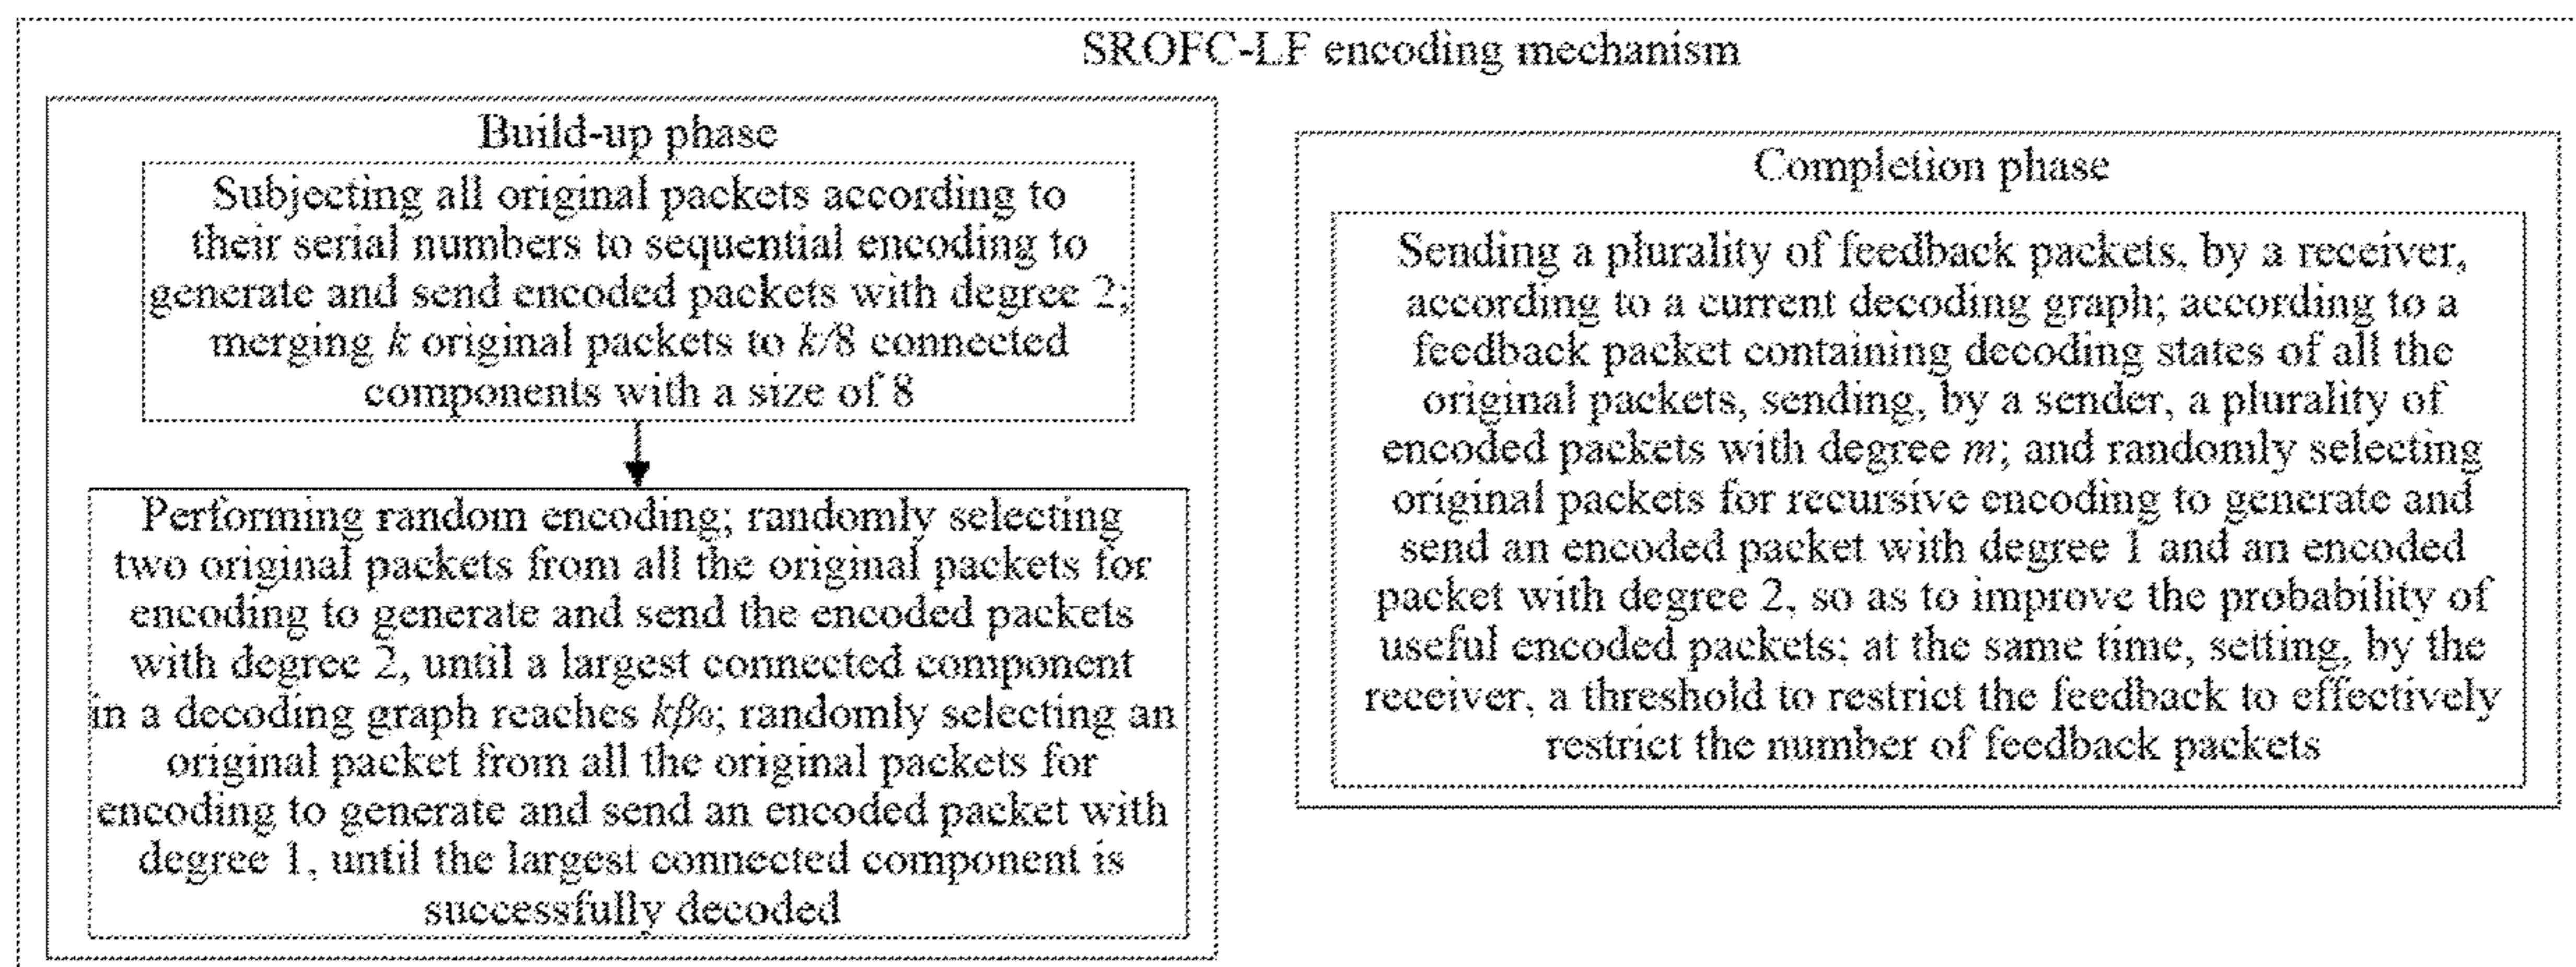 SROFC-LF encoding mechanism
Build-up phase
Subjecting all original packets according to
their serial numbers to sequential encoding to
generate and send encoded packets with degree 2;
merging k original packets to k/8 connected
components with a size of 8
Performing random encoding; randomly selecting
two original packets from all the original packets for
encoding to generate and send the encoded packets
with degree 2, until a largest connected component
in a decoding graph reaches kβ₀; randomly selecting an
original packet from all the original packets for
encoding to generate and send an encoded packet with
degree 1, until the largest connected component is
successfully decoded
Completion phase
Sending a plurality of feedback packets, by a receiver,
according to a current decoding graph; according to a
feedback packet containing decoding states of all the
original packets, sending, by a sender, a plurality of
encoded packets with degree m; and randomly selecting
original packets for recursive encoding to generate and
send an encoded packet with degree 1 and an encoded
packet with degree 2, so as to improve the probability of
useful encoded packets; at the same time, setting, by the
receiver, a threshold to restrict the feedback to effectively
restrict the number of feedback packets